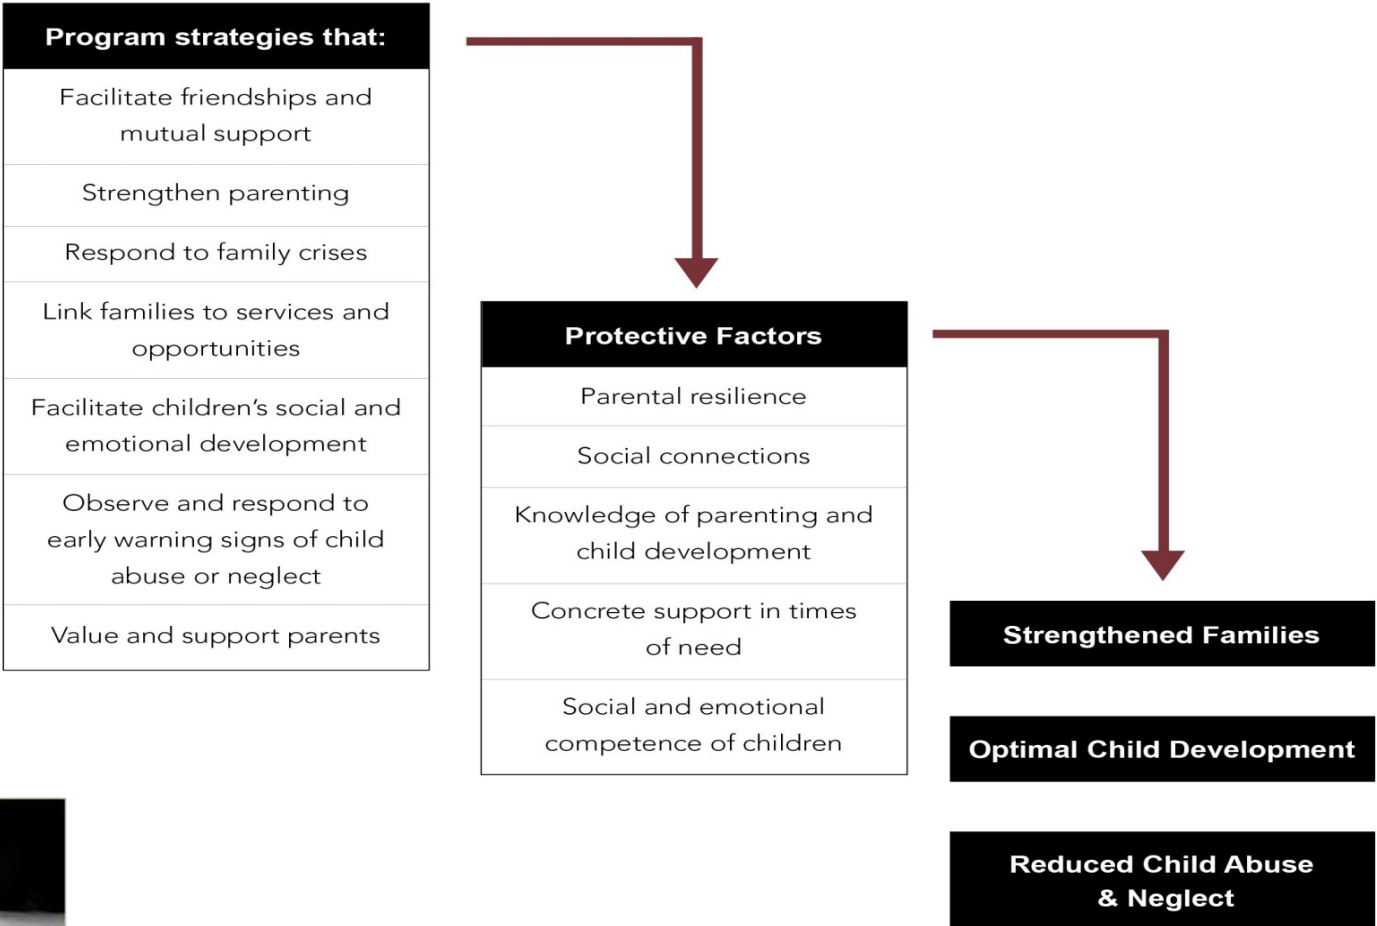 Program strategies that:
Facilitate friendships and
mutual support
Strengthen parenting
Respond to family crises
Link families to services and
opportunities
Facilitate children’s social and
emotional development
Observe and respond to
early warning signs of child
abuse or neglect
Value and support parents
Protective Factors
Parental resilience
Social connections
Knowledge of parenting and
child development
Concrete support in times
of need
Social and emotional
competence of children
Strengthened Families
Optimal Child Development
Reduced Child Abuse
& Neglect